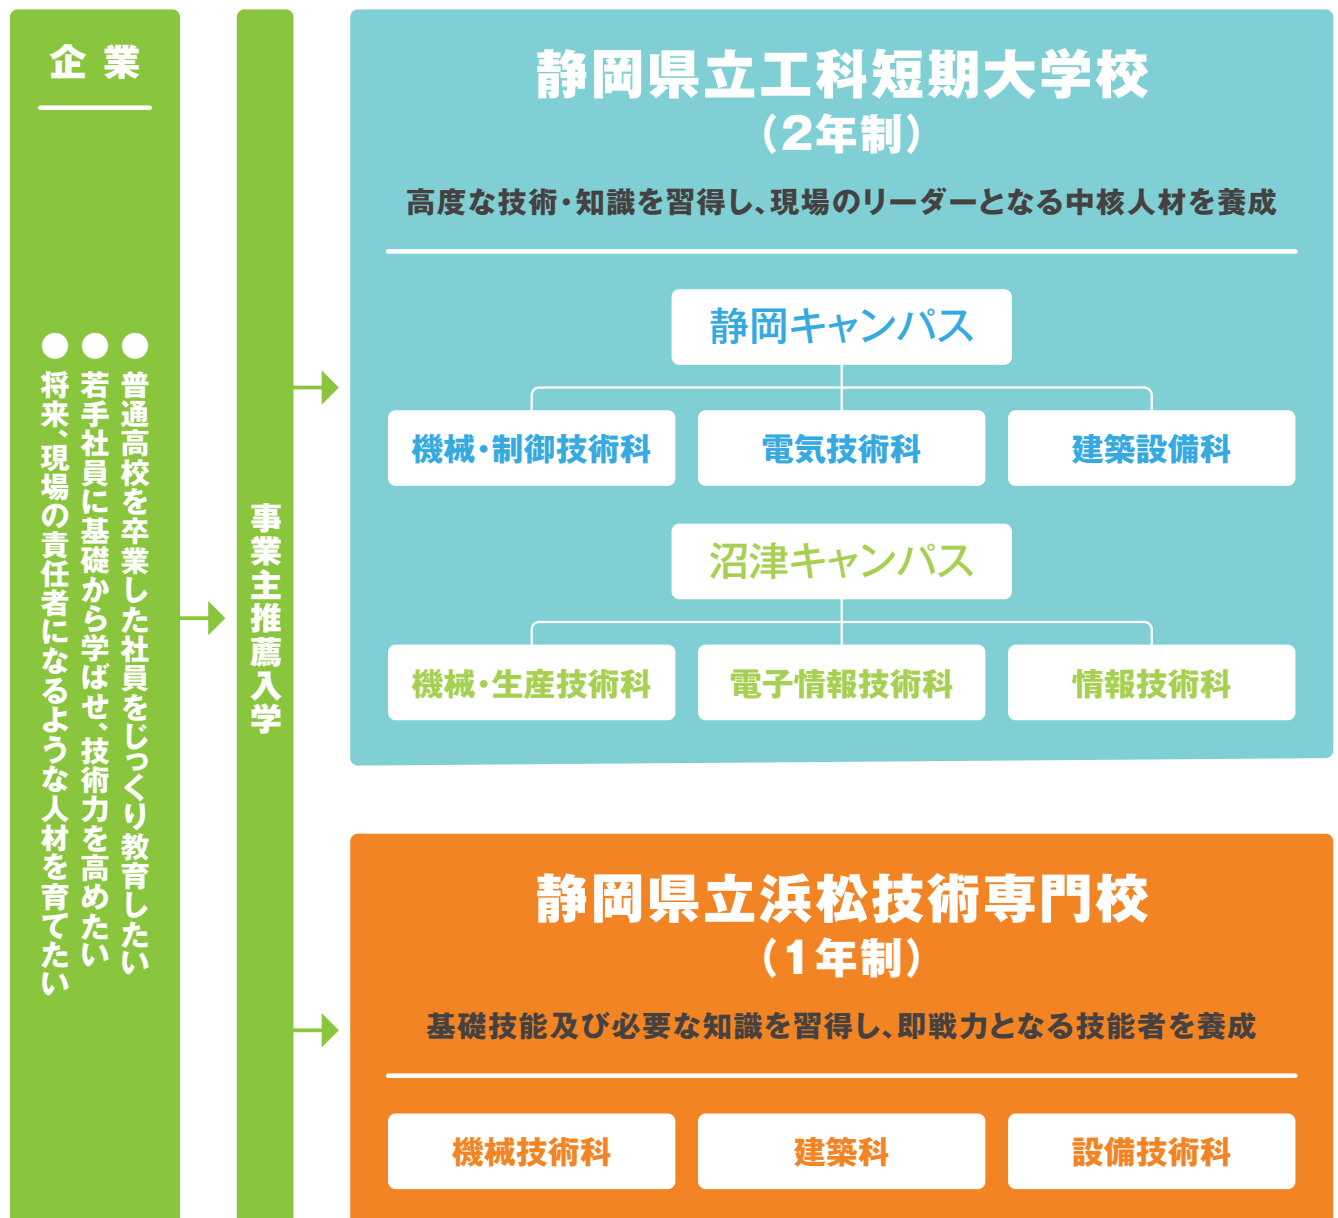 企業
● 普通高校を卒業した社員をじっくり教育したい
● 若手社員に基礎から学ばせ、技術力を高めたい
● 将来、現場の責任者になるような人材を育てたい
事業主推薦入学
静岡県立工科短期大学校
（2年制）
高度な技術・知識を習得し、現場のリーダーとなる中核人材を養成
静岡キャンパス
機械・制御技術科
電気技術科
建築設備科
沼津キャンパス
機械・生産技術科
電子情報技術科
情報技術科
静岡県立浜松技術専門校
（1年制）
基礎技能及び必要な知識を習得し、即戦力となる技能者を養成
機械技術科
建築科
設備技術科